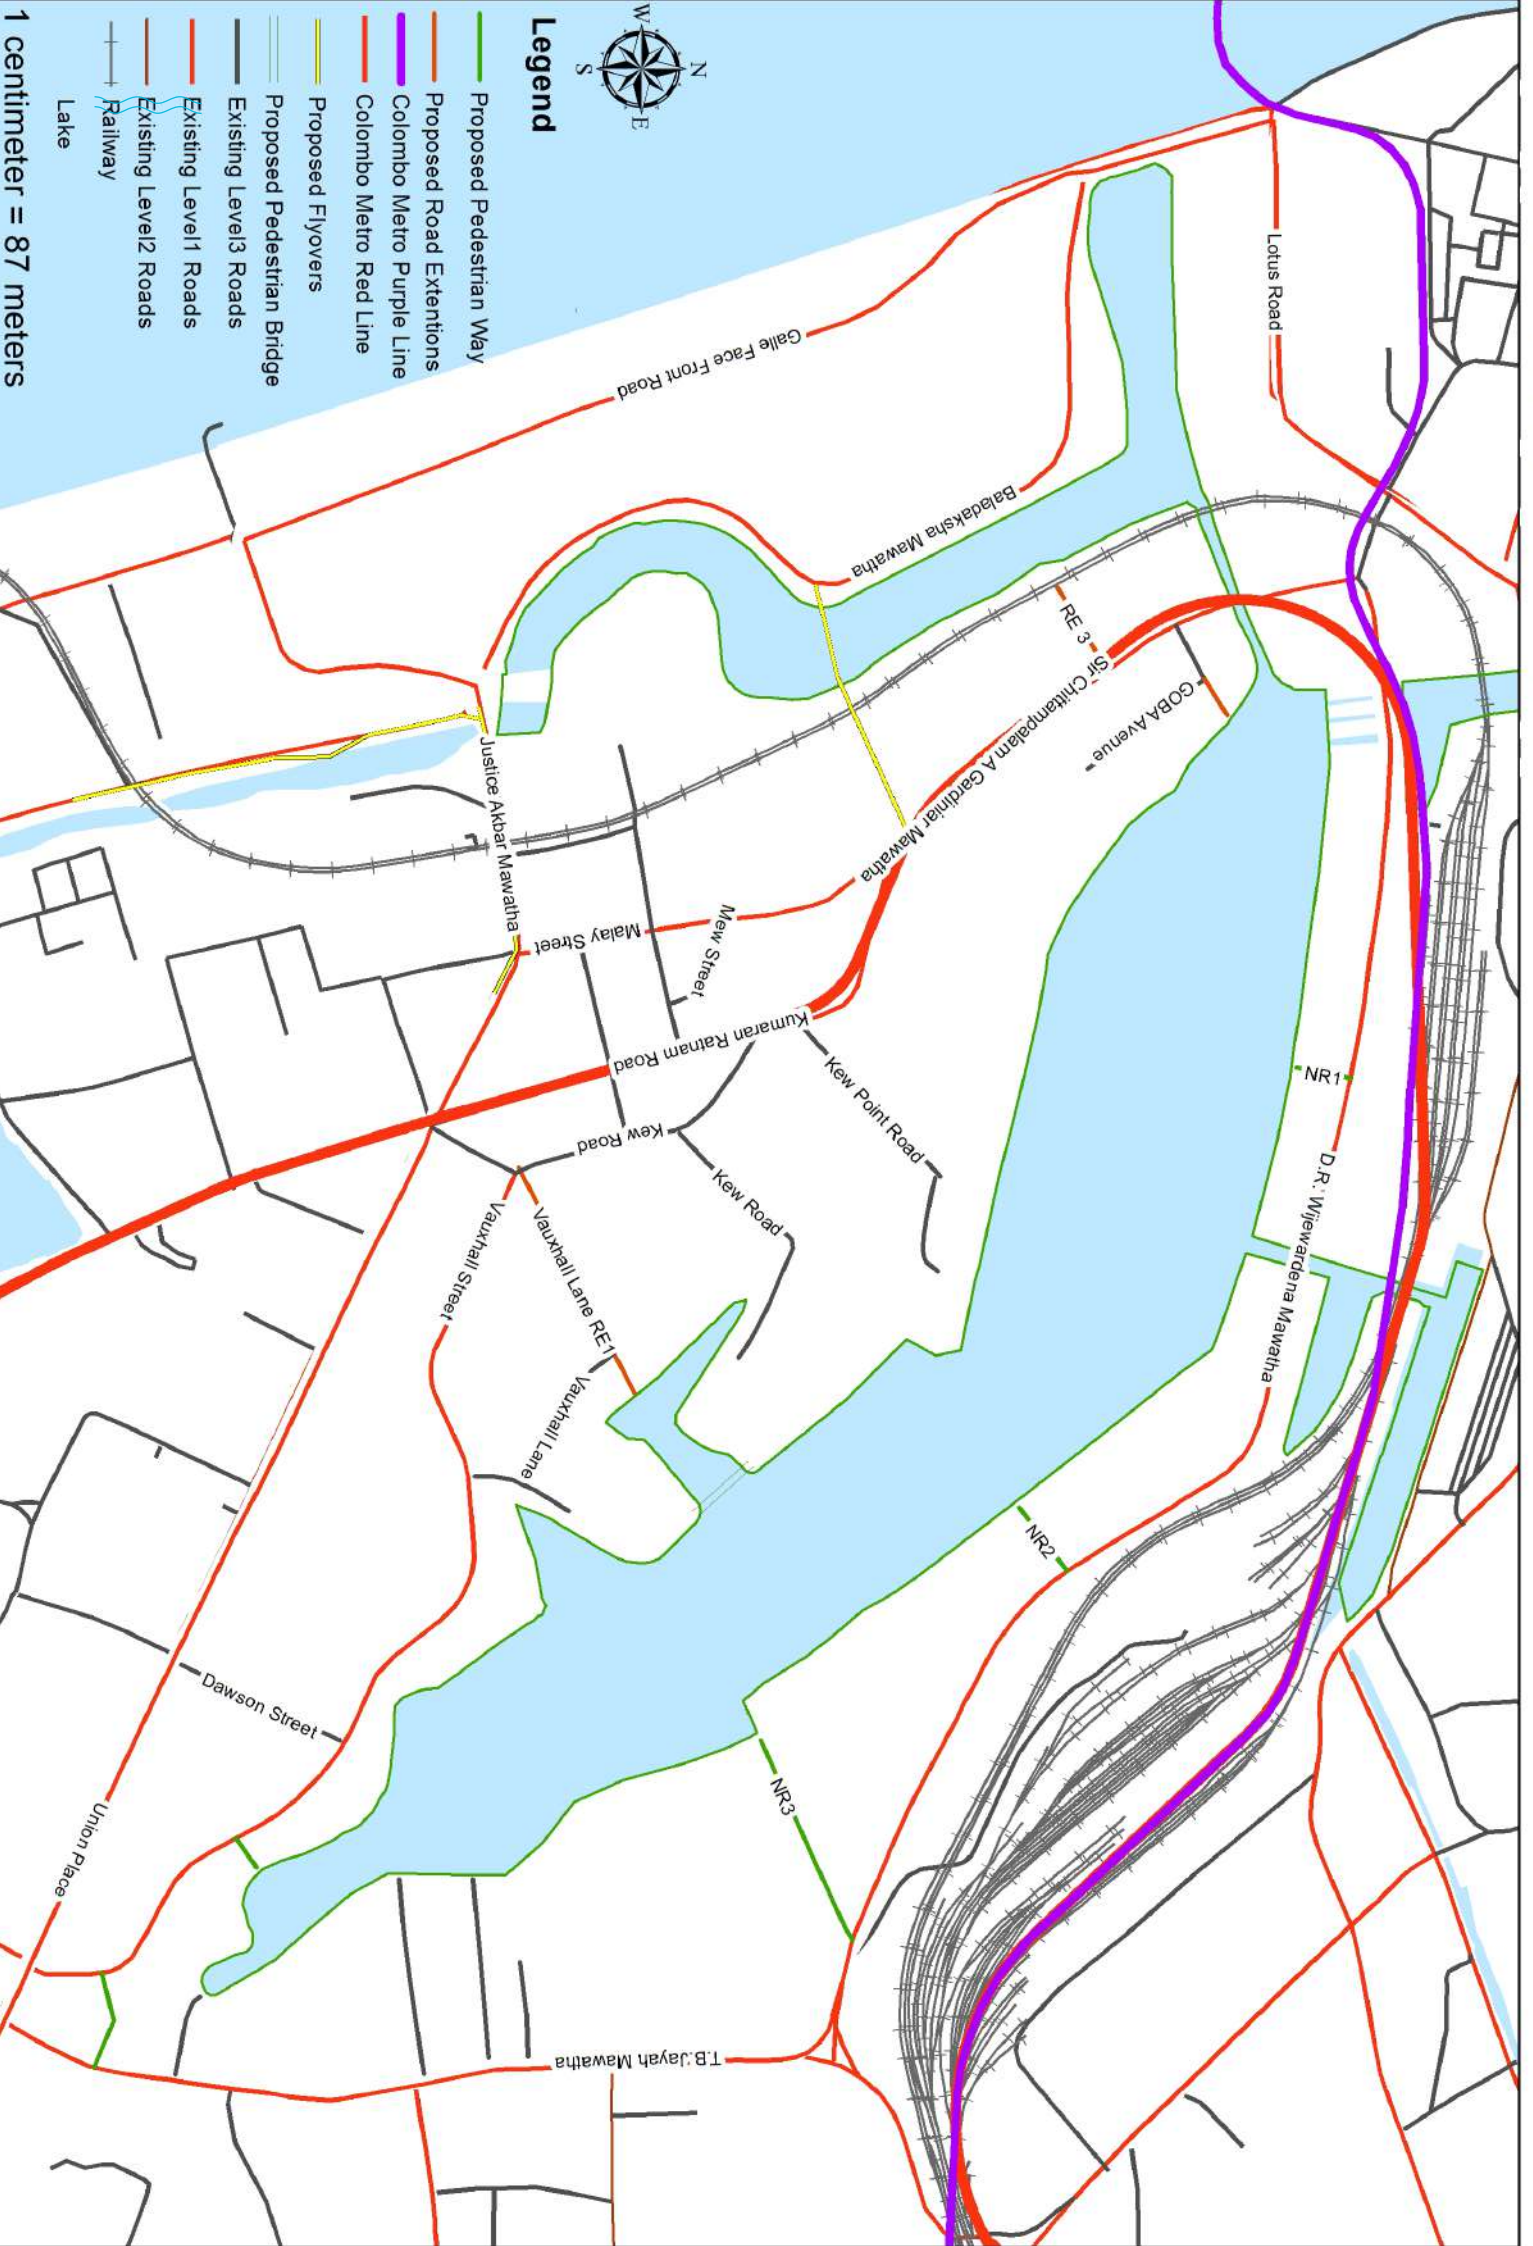 N
W
E
S
Legend
Proposed Pedestrian Way
Proposed Road Extentions
Colombo Metro Purple Line
Colombo Metro Red Line
Proposed Flyovers
Proposed Pedestrian Bridge
Existing Level3 Roads
Existing Level1 Roads
Existing Level2 Roads
Railway
Lake
1 centimeter = 87 meters
Lotus Road
Galle Face Front Road
Baladaksha Mawatha
RE 3
Sir Chittampalam A Gardiniar Mawatha
GOBA Avenue
Justice Akbar Mawatha
Malay Street
Mew Street
Kumaran Ratnam Road
Kew Point Road
Kew Road
Kew Road
NR1
D.R. Wijewardena Mawatha
Vauxhall Street
Vauxhall Lane RE1
Vauxhall Lane
NR2
Dawson Street
NR3
Union Place
T.B.Jayah Mawatha